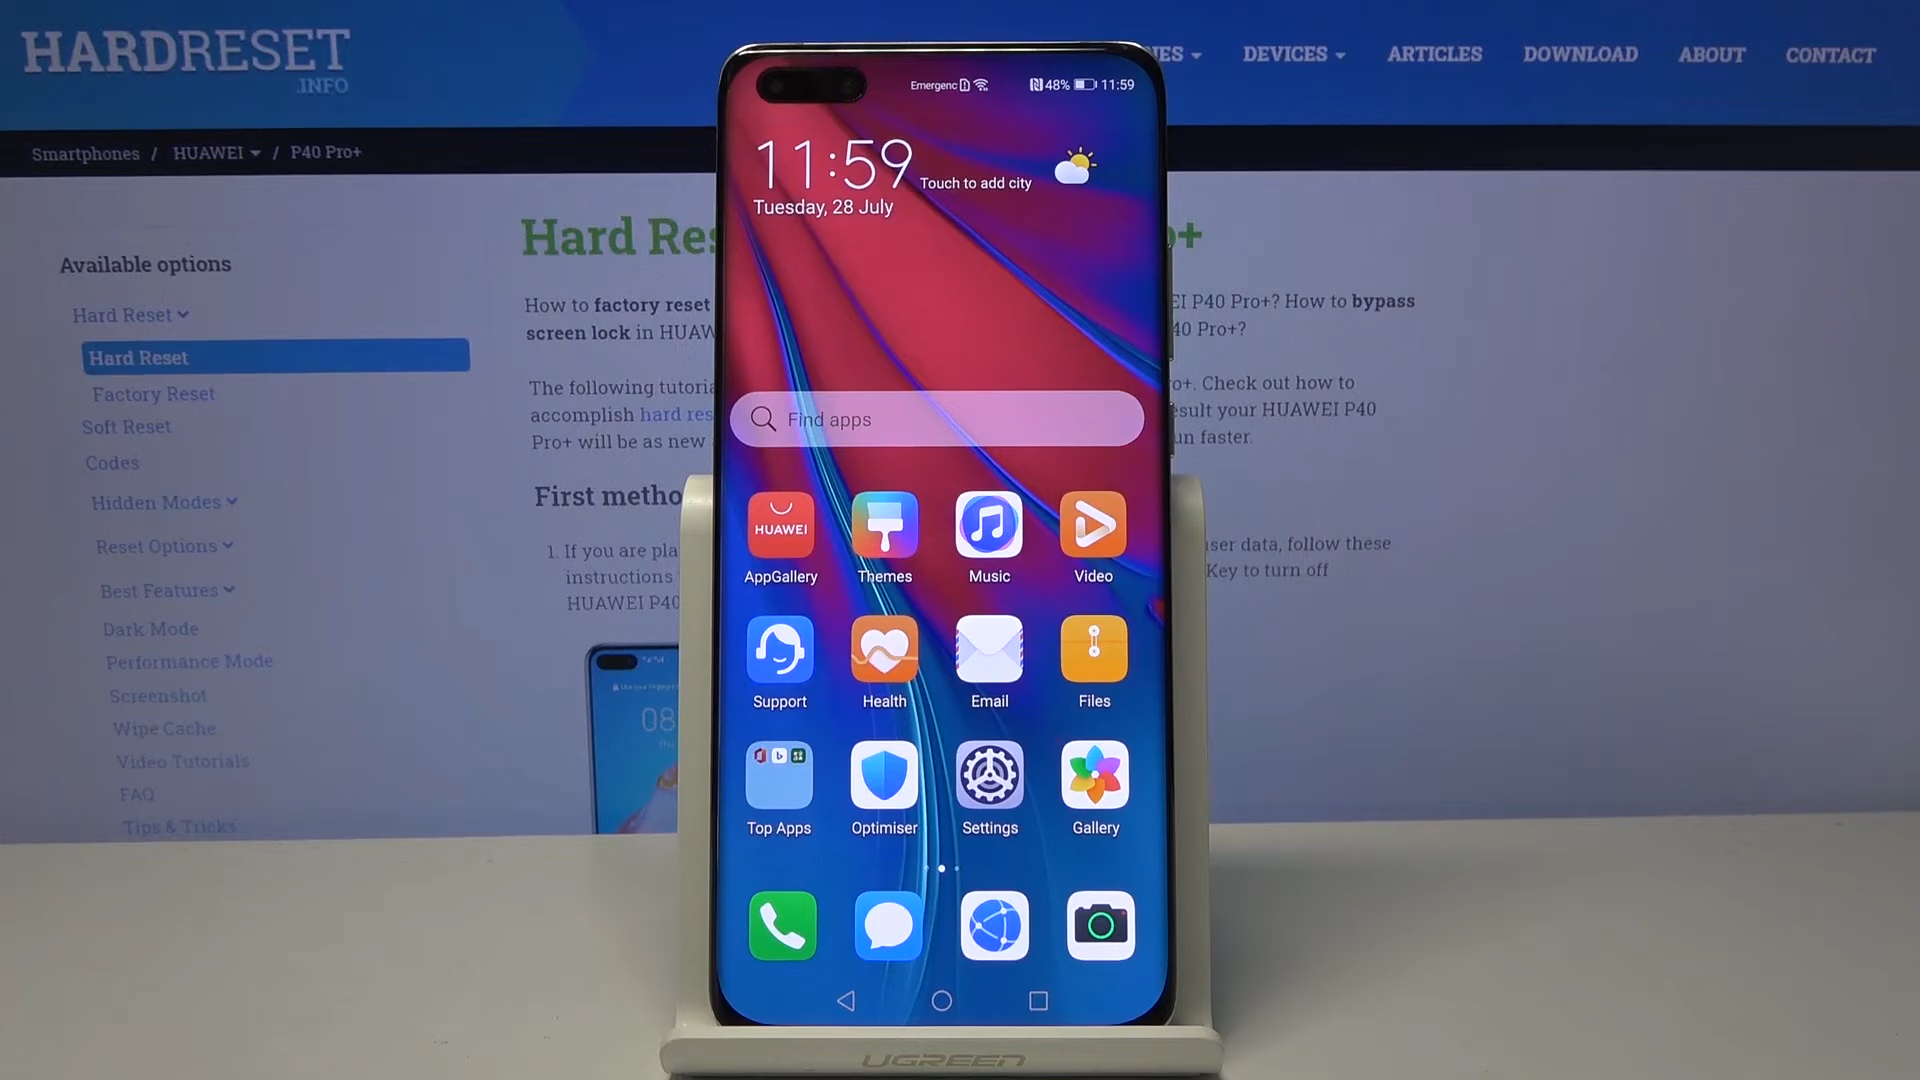 HARDRESET
.INFO
DEVICES
ARTICLES
DOWNLOAD
ABOUT
CONTACT
Smartphones / HUAWEI / P40 Pro+
Available options
Hard Reset
Hard Reset
Factory Reset
Soft Reset
Codes
Hidden Modes
Reset Options
Best Features
Dark Mode
Performance Mode
Screenshot
Wipe Cache
Video Tutorials
FAQ
Tips & Tricks
Hard Res
+
How to factory reset
screen lock in HUAW
EI P40 Pro+? How to bypass
40 Pro+?
The following tutoria
accomplish hard res
Pro+ will be as new
o+. Check out how to
esult your HUAWEI P40
un faster.
First metho
1. If you are pla
instructions
HUAWEI P40
user data, follow these
Key to turn off
08
Emergenc
48% 11:59
11:59
Touch to add city
Tuesday, 28 July
Find apps
HUAWEI
AppGallery
Themes
Music
Video
Support
Health
Email
Files
Top Apps
Optimiser
Settings
Gallery
UGREEN